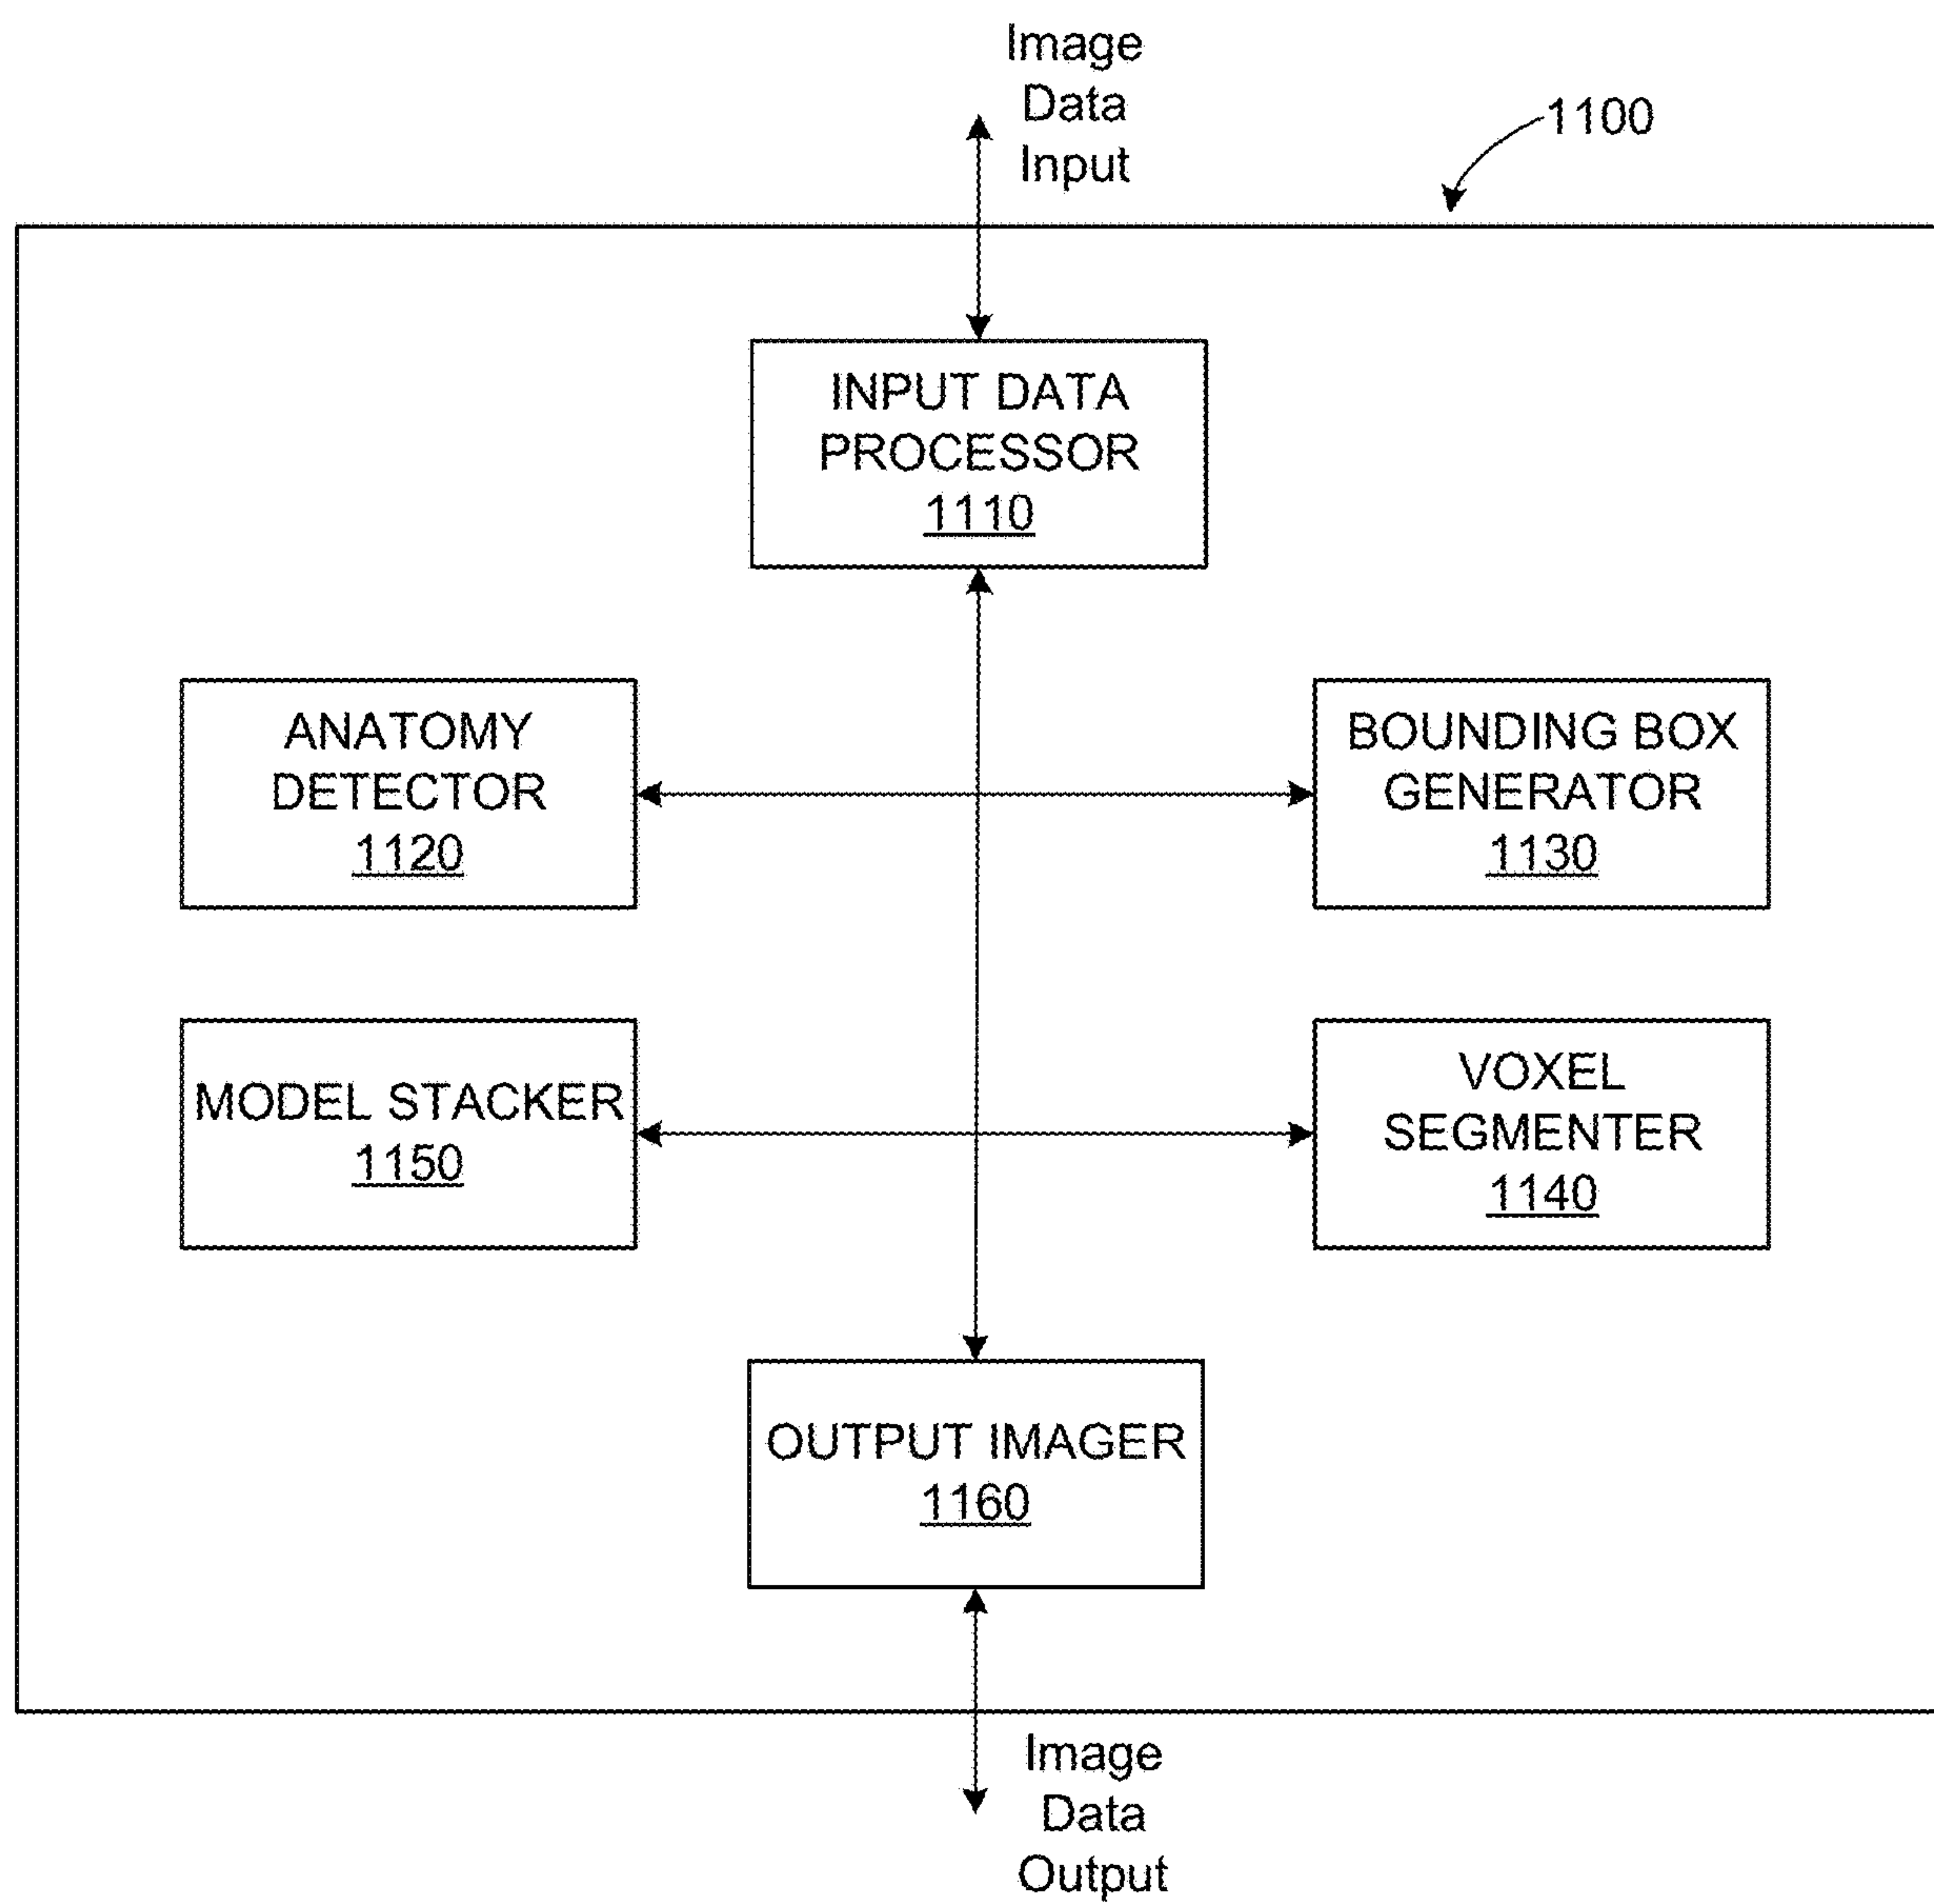 Image
Data
Input
1100
INPUT DATA
PROCESSOR
1110
ANATOMY
DETECTOR
1120
BOUNDING BOX
GENERATOR
1130
MODEL STACKER
1150
VOXEL
SEGMENTER
1140
OUTPUT IMAGER
1160
Image
Data
Output